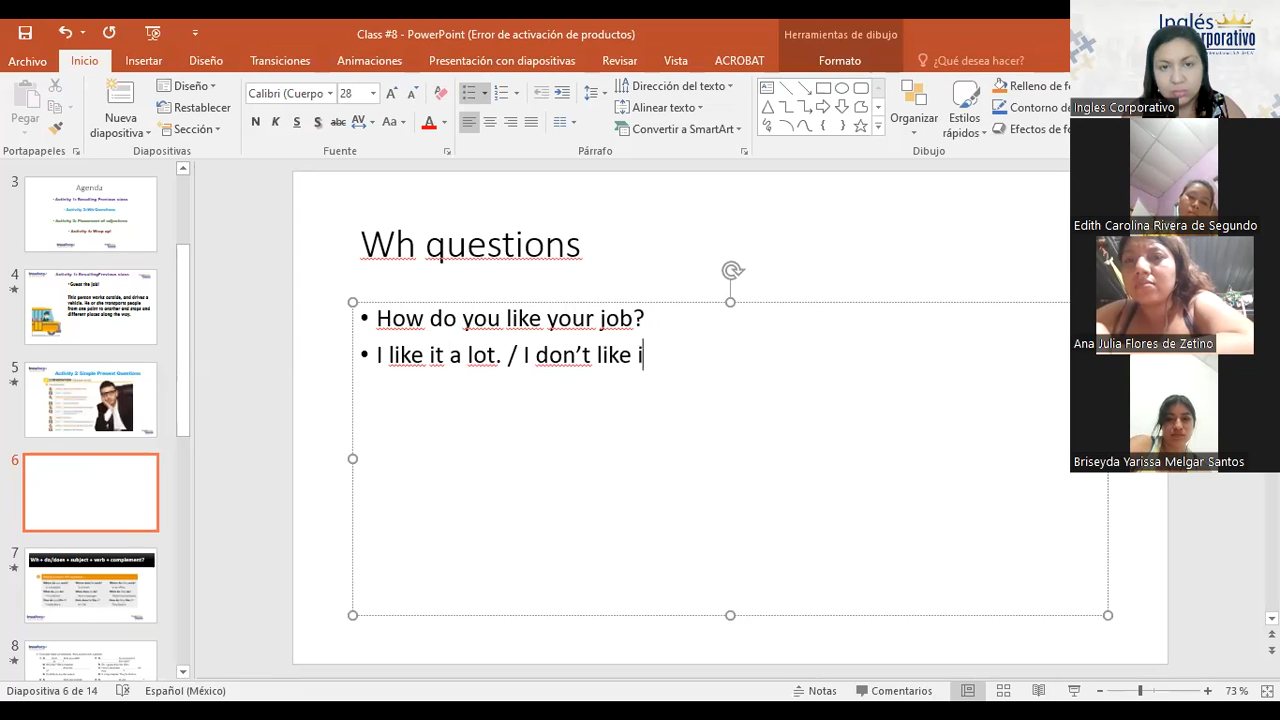 Class #8 - PowerPoint (Error de activación de productos)
Herramientas de dibujo
Archivo
Inicio
Insertar
Diseño
Transiciones
Animaciones
Presentación con diapositivas
Revisar
Vista
ACROBAT
Formato
¿Qué desea hacer?
Pegar
Nueva diapositiva
Diseño
Restablecer
Sección
Calibri (Cuerpo
28
N K S S abc AV Aa A
Dirección del texto
Alinear texto
Convertir a SmartArt
Organizar
Estilos rápidos
Relleno de fo
Contorno de
Efectos de fo
Portapapeles
Diapositivas
Fuente
Párrafo
Dibujo
Inglés
Corporativo
Ingles Corporativo
Edith Carolina Rivera de Segundo
Ana Julia Flores de Zetino
Briseyda Yarissa Melgar Santos
3
Agenda
Activity 1: Recalling Previous class
Activity 2: Wh Questions
Activity 3: Placement of adjectives
Activity 4: Wrap up!
4
Activity 1: Recalling Previous class
Guess the job!
This person works outside, and drives a
vehicle. He or she transports people
from one point to another and stops and
different places along the way.
5
Activity 2: Simple Present Questions
6
7
Wh + do/does + subject + verb + complement?
8
Wh questions
• How do you like your job?
• I like it a lot. / I don’t like i
Diapositiva 6 de 14
Español (México)
Notas
Comentarios
73 %